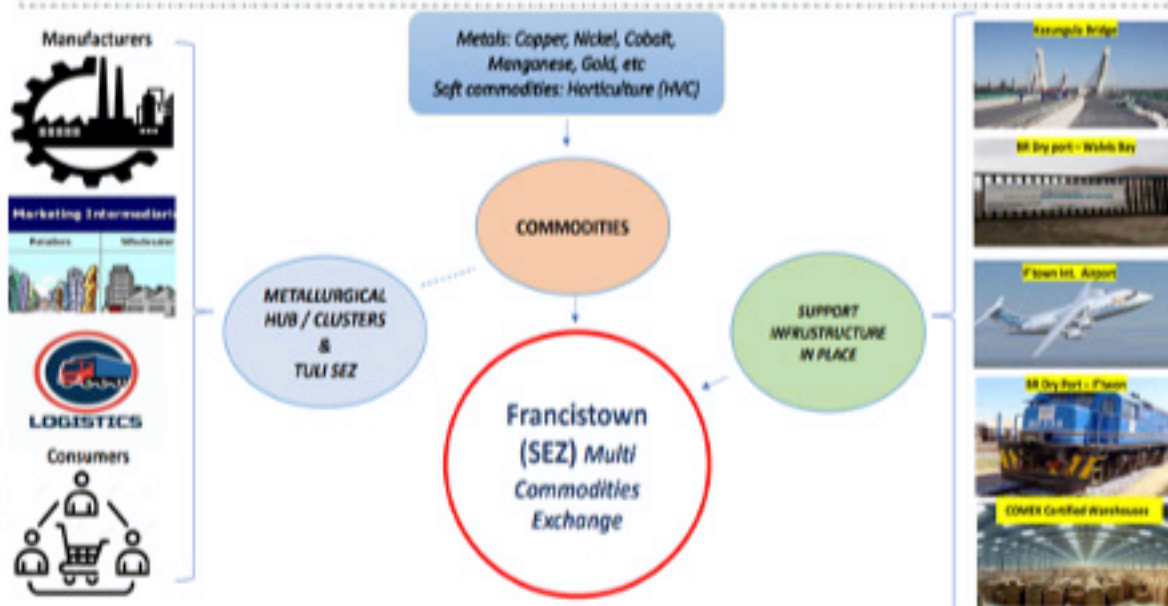 Manufacturers
Marketing Intermediari
Retailers
Wholesaler
LOGISTICS
Consumers
Metals: Copper, Nickel, Cobalt,
Manganese, Gold, etc
Soft commodities: Horticulture (HVC)
COMMODITIES
METALLURGICAL
HUB / CLUSTERS
&
TULI SEZ
SUPPORT
INFRUSTRUCTURE
IN PLACE
Francistown
(SEZ) Multi
Commodities
Exchange
Kazungula Bridge
BR Dry port – Walvis Bay
F'town Int. Airport
BR Dry Port – F'town
COMEX Certified Warehouses